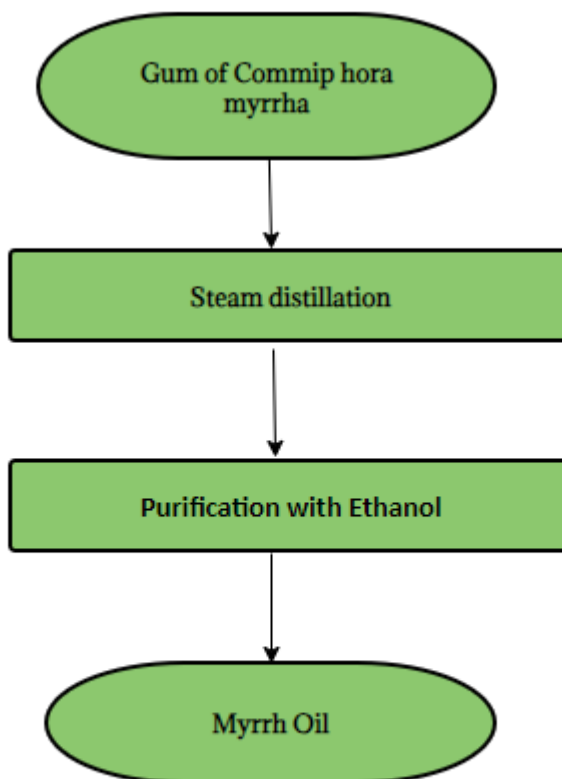 Gum of Commip hora
myrrha
Steam distillation
Purification with Ethanol
Myrrh Oil